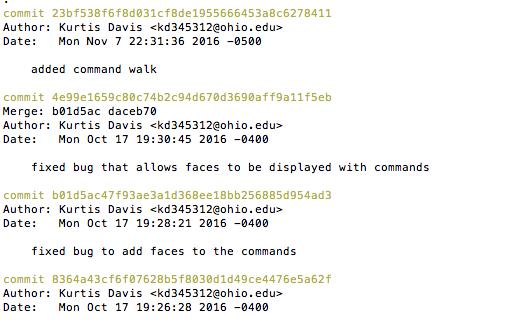 commit 23bf538f6f8d031cf8de1955666453a8c6278411
Author: Kurtis Davis <kd345312@ohio.edu>
Date:   Mon Nov 7 22:31:36 2016 -0500
added command walk
commit 4e99e1659c80c74b2c94d670d3690aff9a11f5eb
Merge: b01d5ac daceb70
Author: Kurtis Davis <kd345312@ohio.edu>
Date:   Mon Oct 17 19:30:45 2016 -0400
fixed bug that allows faces to be displayed with commands
commit b01d5ac47f93ae3a1d368ee18bb256885d954ad3
Author: Kurtis Davis <kd345312@ohio.edu>
Date:   Mon Oct 17 19:28:21 2016 -0400
fixed bug to add faces to the commands
commit 8364a43cf6f07628b5f8030d1d49ce4476e5a62f
Author: Kurtis Davis <kd345312@ohio.edu>
Date:   Mon Oct 17 19:26:28 2016 -0400